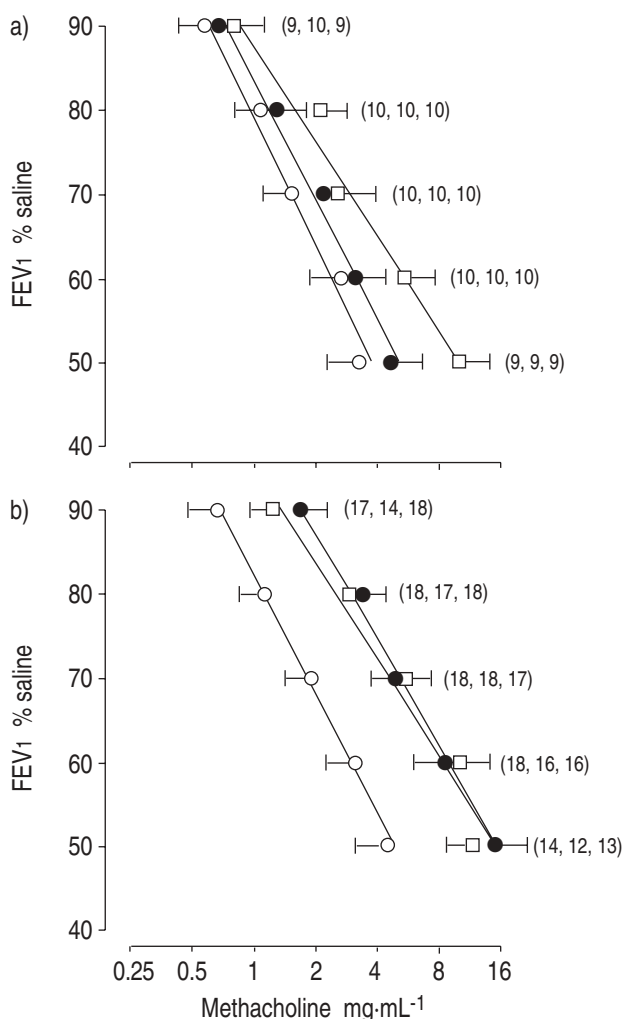 a)
FEV1 % saline
90
80
70
60
50
40
(9, 10, 9)
(10, 10, 10)
(10, 10, 10)
(10, 10, 10)
(9, 9, 9)
b)
FEV1 % saline
90
80
70
60
50
40
(17, 14, 18)
(18, 17, 18)
(18, 18, 17)
(18, 16, 16)
(14, 12, 13)
0.25 0.5 1 2 4 8 16
Methacholine mg·mL-1